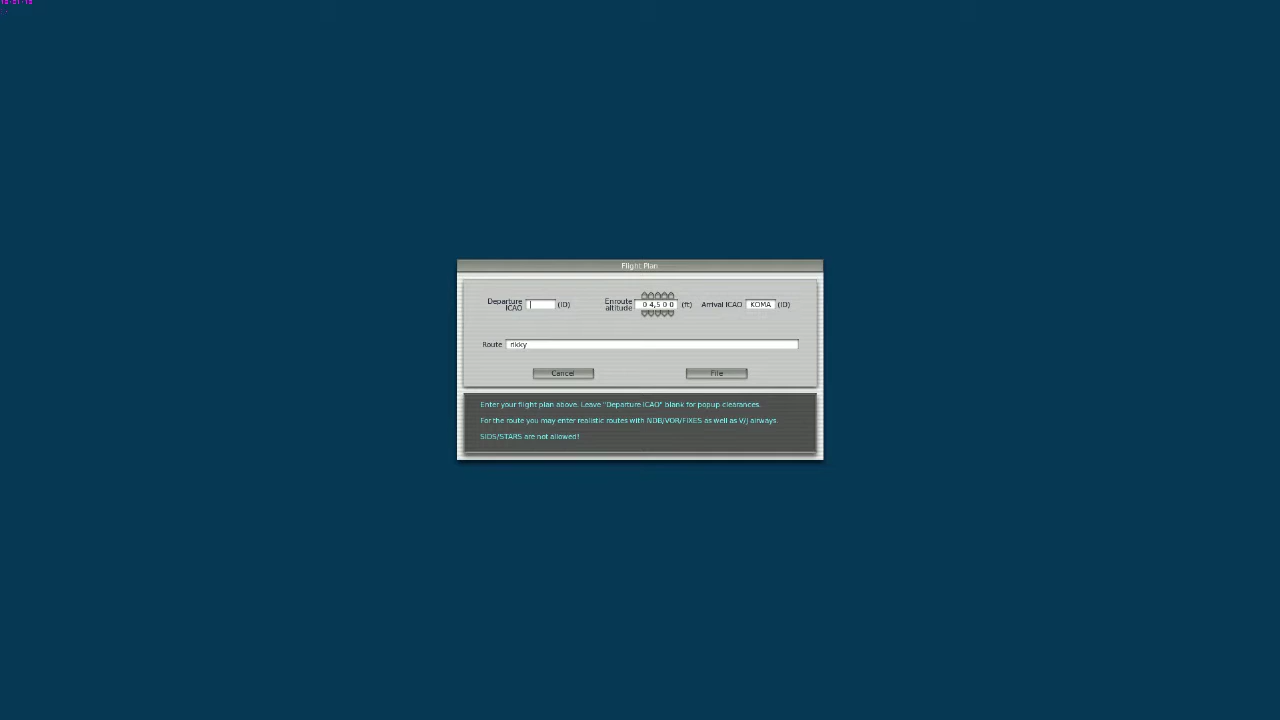 Flight Plan
Departure ICAO (ID) Enroute altitude 0 4,5 0 0 (ft) Arrival ICAO KOMA (ID)
Route rikky
Cancel File
Enter your flight plan above. Leave "Departure ICAO" blank for popup clearances.
For the route you may enter realistic routes with NDB/VOR/FIXES as well as V/J airways.
SIDS/STARS are not allowed!